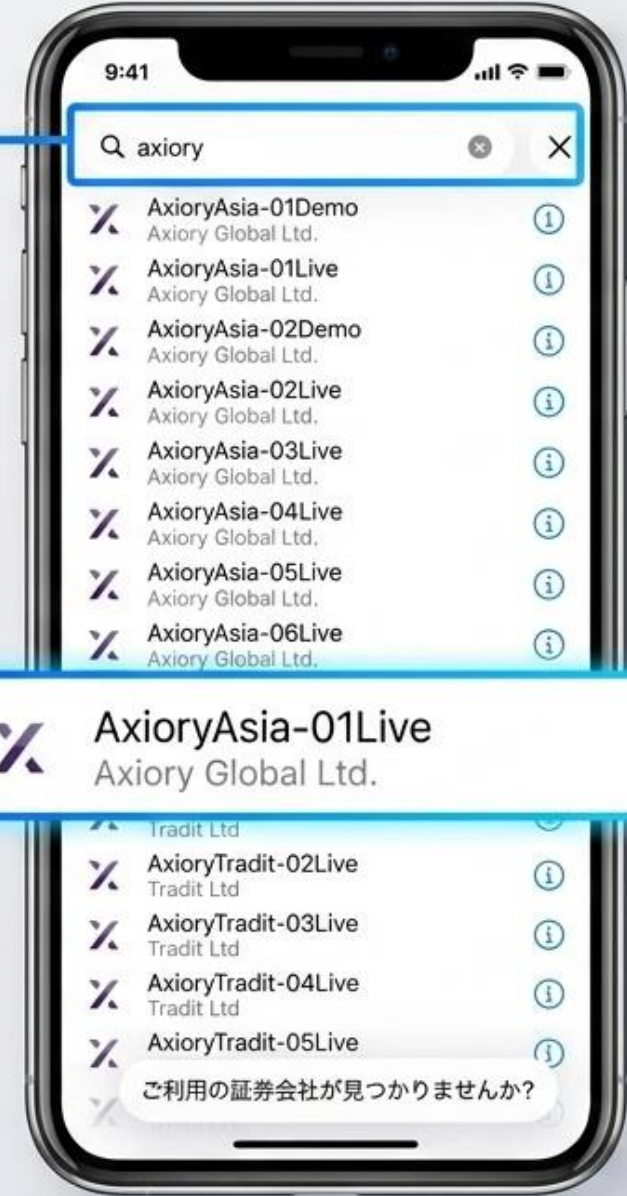 9:41
axiory
AxioryAsia-01Demo
Axiory Global Ltd.
AxioryAsia-01Live
Axiory Global Ltd.
AxioryAsia-02Demo
Axiory Global Ltd.
AxioryAsia-02Live
Axiory Global Ltd.
AxioryAsia-03Live
Axiory Global Ltd.
AxioryAsia-04Live
Axiory Global Ltd.
AxioryAsia-05Live
Axiory Global Ltd.
AxioryAsia-06Live
Axiory Global Ltd.
AxioryAsia-01Live
Axiory Global Ltd.
Tradit Ltd
AxioryTradit-02Live
Tradit Ltd
AxioryTradit-03Live
Tradit Ltd
AxioryTradit-04Live
Tradit Ltd
AxioryTradit-05Live
ご利用の証券会社が見つかりませんか?